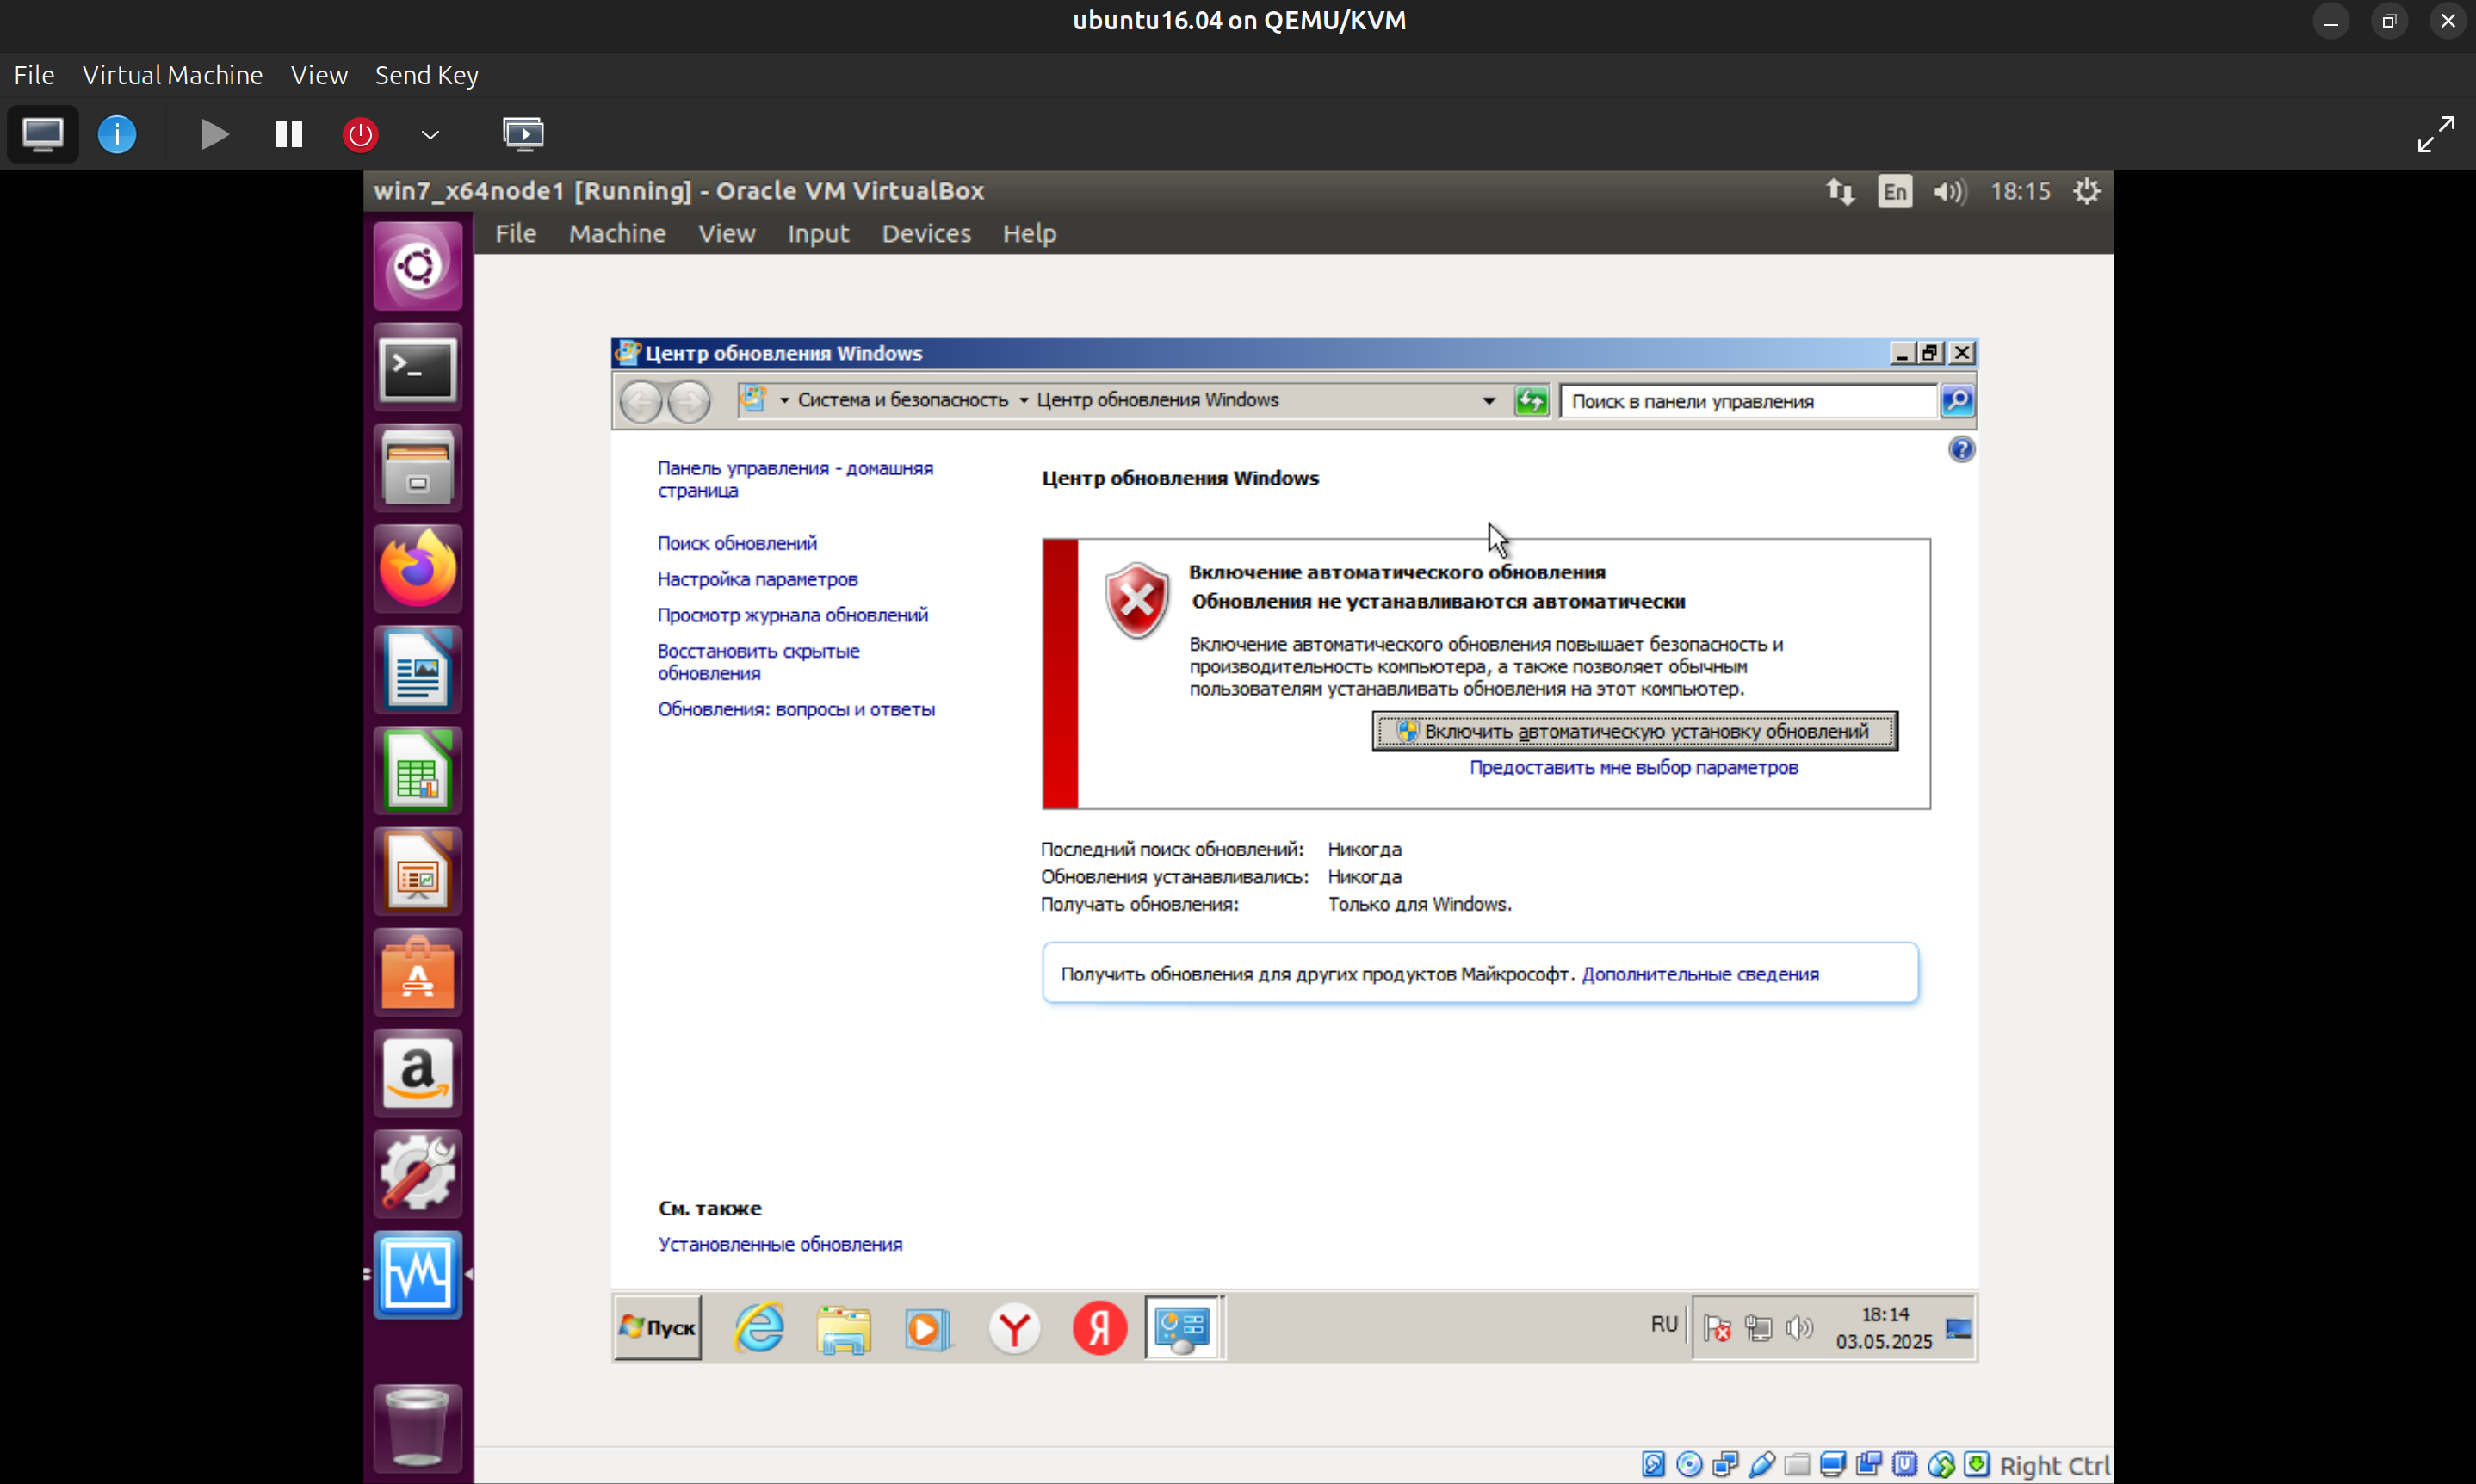 ubuntu16.04 on QEMU/KVM
File Virtual Machine View Send Key
win7_x64node1 [Running] - Oracle VM VirtualBox
En 18:15
File Machine View Input Devices Help
Центр обновления Windows
Система и безопасность Центр обновления Windows
Поиск в панели управления
Панель управления - домашняя
страница
Поиск обновлений
Настройка параметров
Просмотр журнала обновлений
Восстановить скрытые
обновления
Обновления: вопросы и ответы
Центр обновления Windows
Включение автоматического обновления
Обновления не устанавливаются автоматически
Включение автоматического обновления повышает безопасность и
производительность компьютера, а также позволяет обычным
пользователям устанавливать обновления на этот компьютер.
Включить автоматическую установку обновлений
Предоставить мне выбор параметров
Последний поиск обновлений: Никогда
Обновления устанавливались: Никогда
Получать обновления: Только для Windows.
Получить обновления для других продуктов Майкрософт. Дополнительные сведения
См. также
Установленные обновления
Пуск
RU
18:14
03.05.2025
Right Ctrl